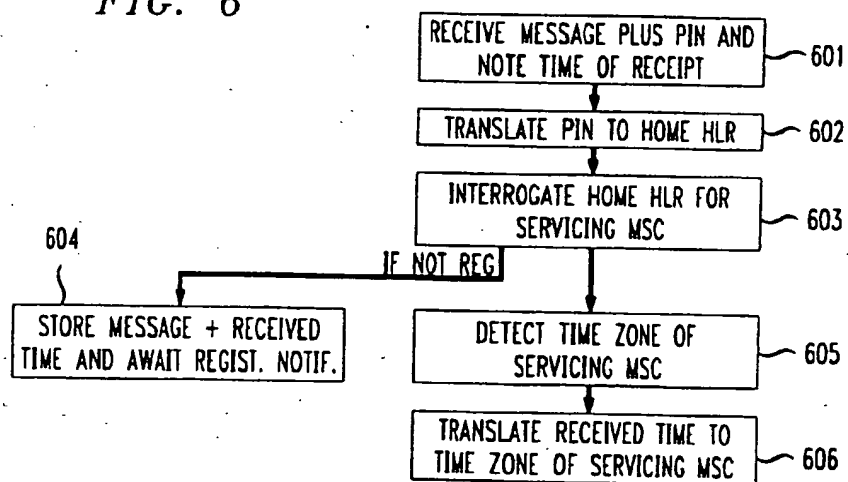 FIG. 6
RECEIVE MESSAGE PLUS PIN AND
NOTE TIME OF RECEIPT
601
TRANSLATE PIN TO HOME HLR
602
INTERROGATE HOME HLR FOR
SERVICING MSC
603
604
IF NOT REG
STORE MESSAGE + RECEIVED
TIME AND AWAIT REGIST. NOTIF.
DETECT TIME ZONE OF
SERVICING MSC
605
TRANSLATE RECEIVED TIME TO
TIME ZONE OF SERVICING MSC
606